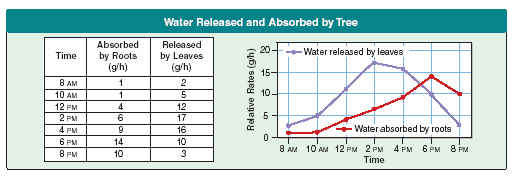 Water Released and Absorbed by Tree
Time Absorbed by Roots (g/h) Released by Leaves (g/h)
8 AM 1 2
10 AM 1 5
12 PM 4 12
2 PM 6 17
4 PM 9 16
6 PM 14 10
8 PM 10 3
Relative Rates (g/h)
20
15
10
5
0
Water released by leaves
Water absorbed by roots
8 AM 10 AM 12 PM 2 PM 4 PM 6 PM 8 PM
Time